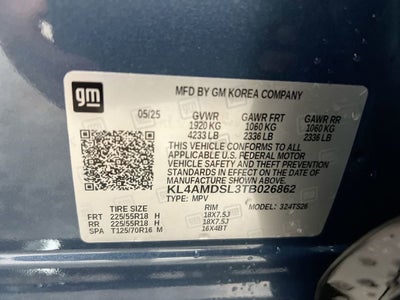 gm
MFD BY GM KOREA COMPANY
05/25 GVWR GAWR FRT GAWR RR
1920 KG 1060 KG 1060 KG
4233 LB 2336 LB 2336 LB
THIS VEHICLE CONFORMS TO ALL
APPLICABLE U.S. FEDERAL MOTOR
VEHICLE SAFETY STANDARDS IN
EFFECT ON THE DATE OF
MANUFACTURE SHOWN ABOVE.
KL4AMDSL3TB026862
TYPE: MPV MODEL: 324TS26
TIRE SIZE RIM
FRT 225/55R18 H 18X7.5J
RR 225/55R18 H 18X7.5J
SPA T125/70R16 M 16X4BT